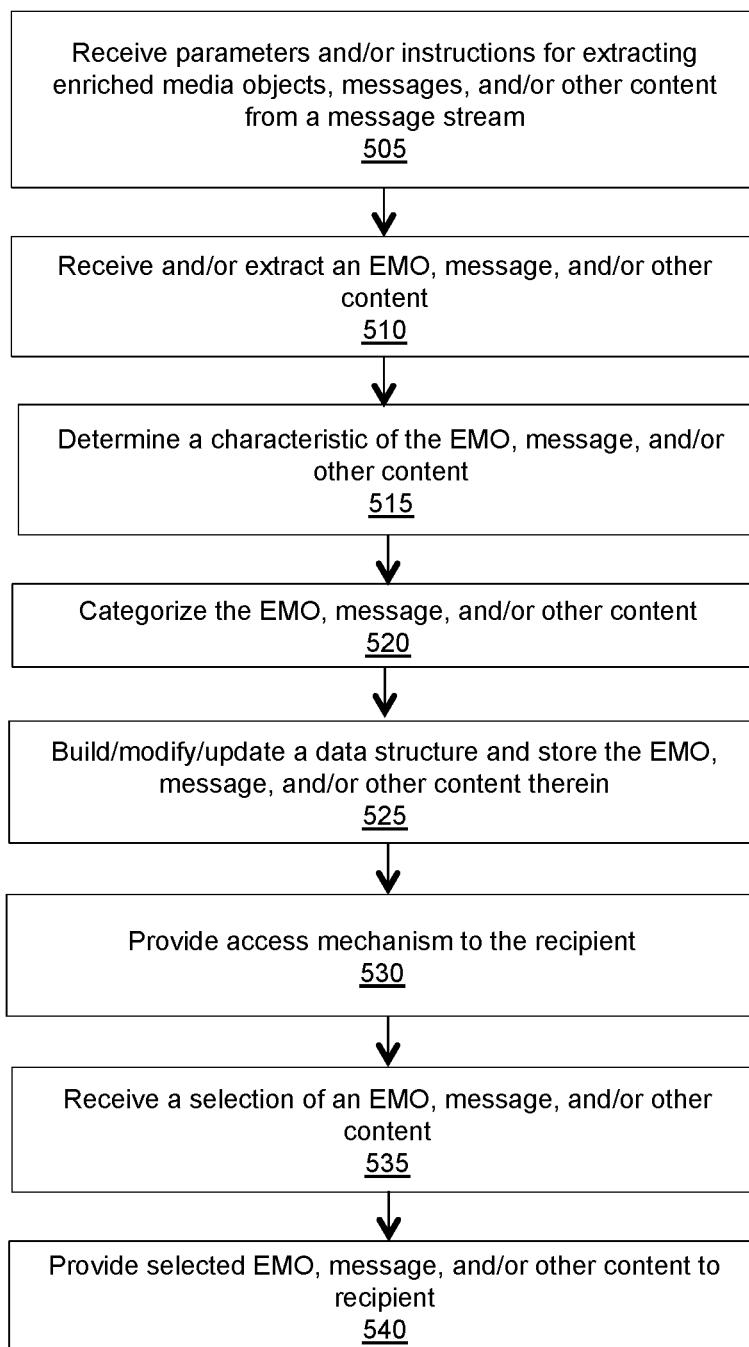 Receive parameters and/or instructions for extracting
enriched media objects, messages, and/or other content
from a message stream
505
Receive and/or extract an EMO, message, and/or other
content
510
Determine a characteristic of the EMO, message, and/or
other content
515
Categorize the EMO, message, and/or other content
520
Build/modify/update a data structure and store the EMO,
message, and/or other content therein
525
Provide access mechanism to the recipient
530
Receive a selection of an EMO, message, and/or other
content
535
Provide selected EMO, message, and/or other content to
recipient
540